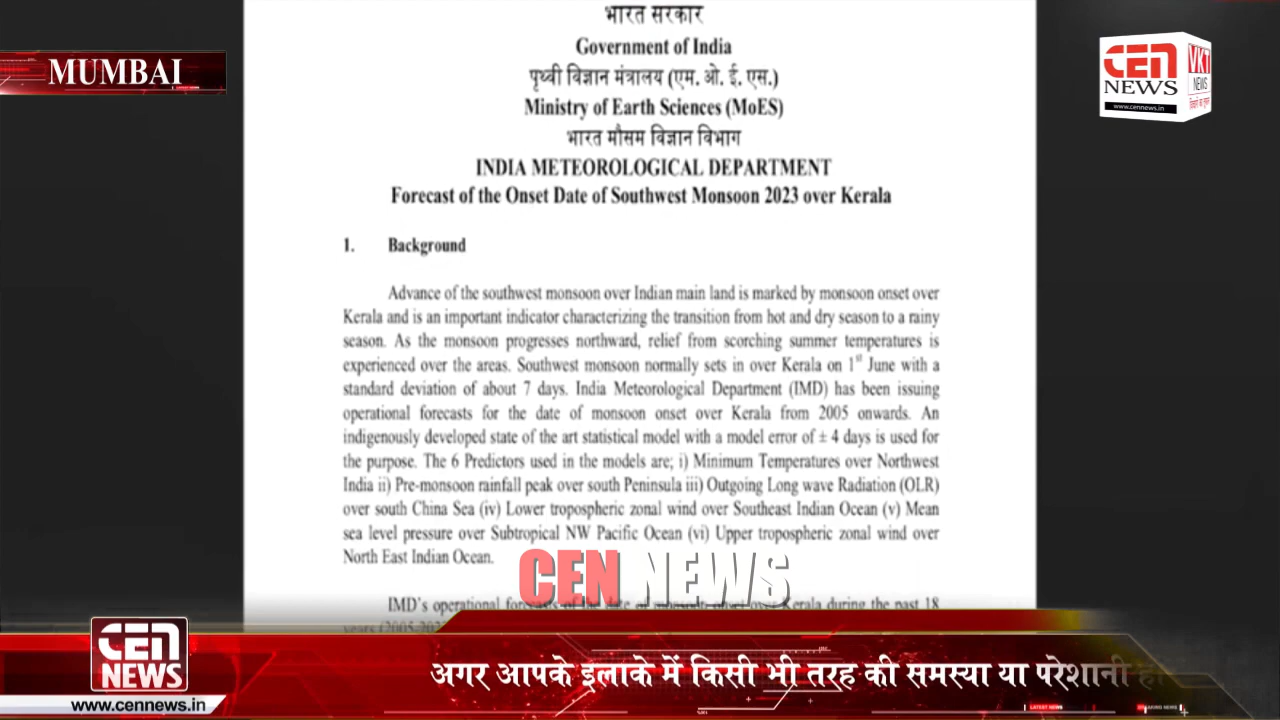 भारत सरकार
Government of India
पृथ्वी विज्ञान मंत्रालय (एम. ओ. ई. एस.)
Ministry of Earth Sciences (MoES)
भारत मौसम विज्ञान विभाग
INDIA METEOROLOGICAL DEPARTMENT
Forecast of the Onset Date of Southwest Monsoon 2023 over Kerala
MUMBAI
CEN
NEWS
www.cennews.in
VKT
NEWS
1. Background
Advance of the southwest monsoon over Indian main land is marked by monsoon onset over
Kerala and is an important indicator characterizing the transition from hot and dry season to a rainy
season. As the monsoon progresses northward, relief from scorching summer temperatures is
experienced over the areas. Southwest monsoon normally sets in over Kerala on 1st June with a
standard deviation of about 7 days. India Meteorological Department (IMD) has been issuing
operational forecasts for the date of monsoon onset over Kerala from 2005 onwards. An
indigenously developed state of the art statistical model with a model error of ± 4 days is used for
the purpose. The 6 Predictors used in the models are; i) Minimum Temperatures over Northwest
India ii) Pre-monsoon rainfall peak over south Peninsula iii) Outgoing Long wave Radiation (OLR)
over south China Sea (iv) Lower tropospheric zonal wind over Southeast Indian Ocean (v) Mean
sea level pressure over Subtropical NW Pacific Ocean (vi) Upper tropospheric zonal wind over
North East Indian Ocean.
CEN NEWS
IMD's operational Kerala during the past 18
CEN
NEWS
www.cennews.in
अगर आपके इलाके में किसी भी तरह की समस्या या परेशानी
LATEST NEWS